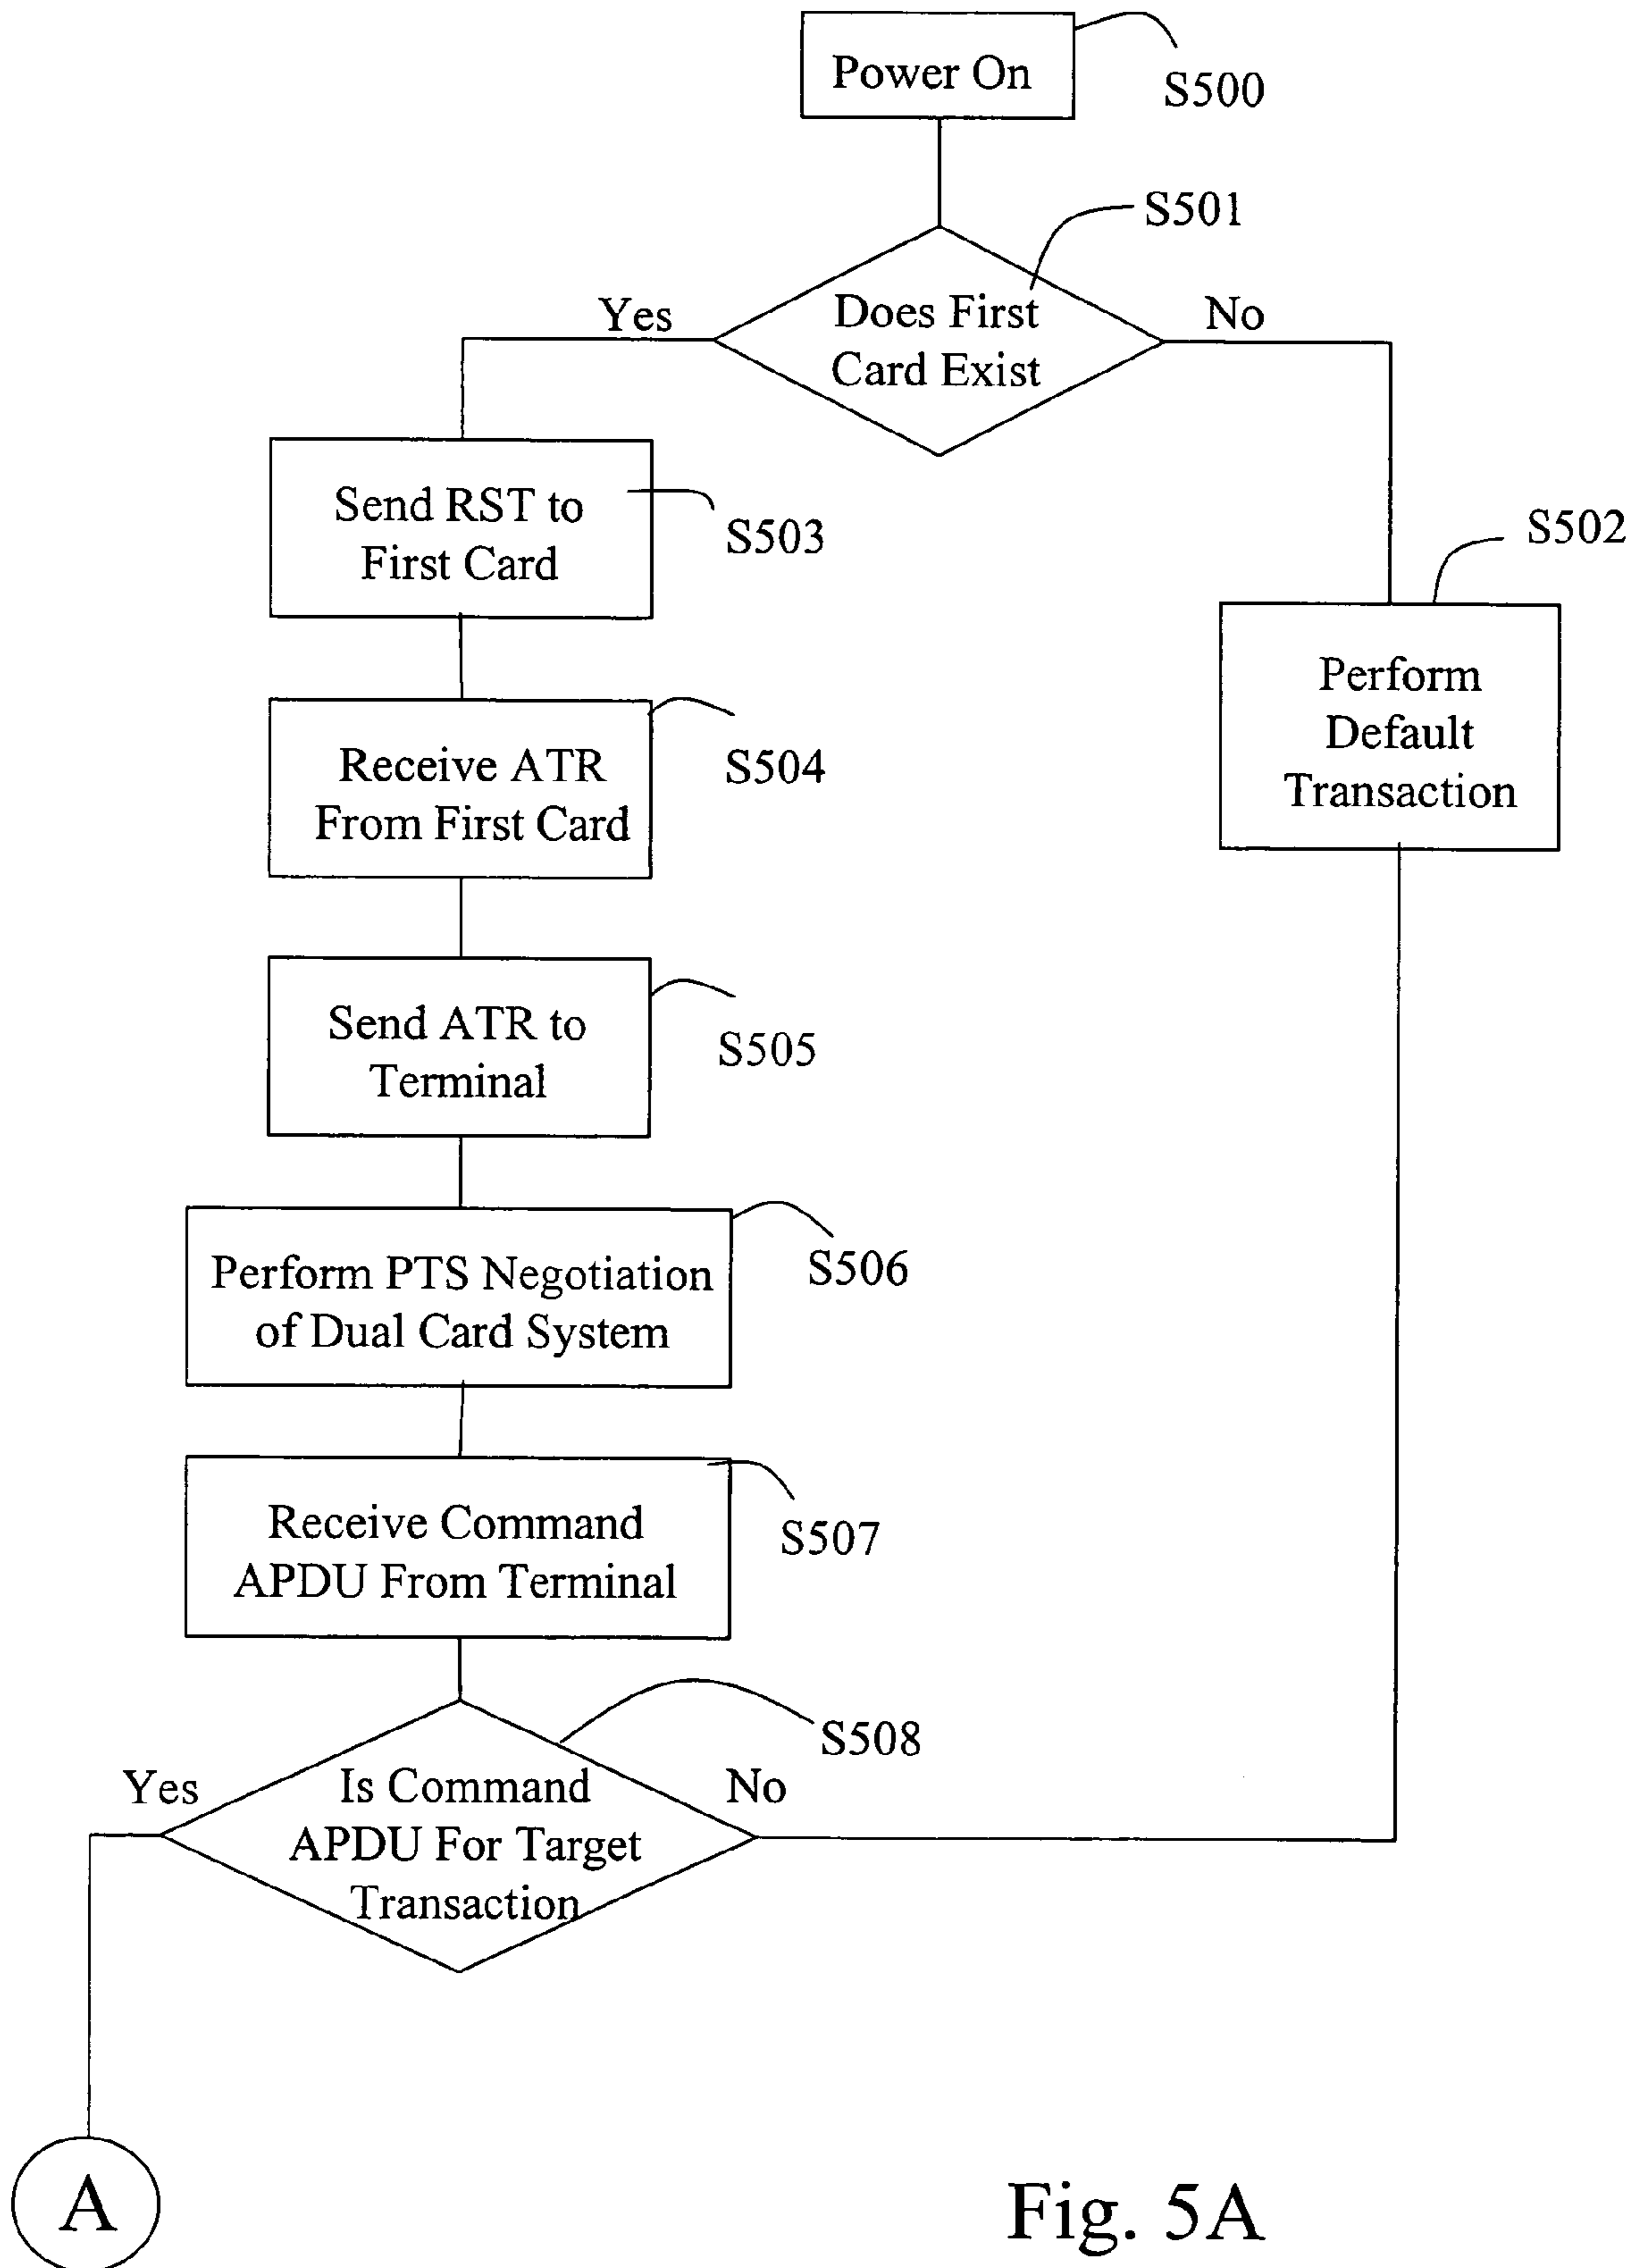 Power On
S500
S501
Yes
Does First
Card Exist
No
Send RST to
First Card
S503
S502
Perform
Default
Transaction
Receive ATR
From First Card
S504
Send ATR to
Terminal
S505
Perform PTS Negotiation
of Dual Card System
S506
Receive Command
APDU From Terminal
S507
S508
Yes
Is Command
APDU For Target
Transaction
No
A
Fig. 5A